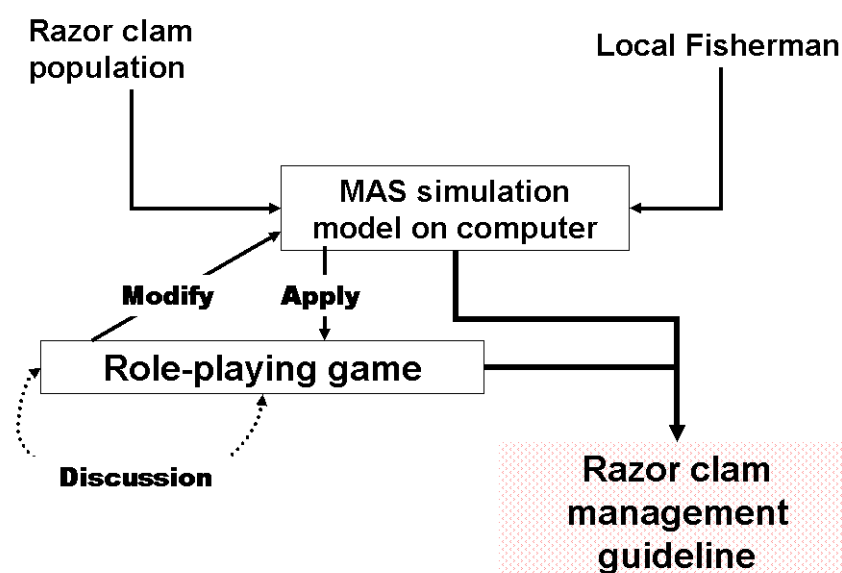 Razor clam
population
Local Fisherman
MAS simulation
model on computer
Modify
Apply
Role-playing game
Discussion
Razor clam
management
guideline